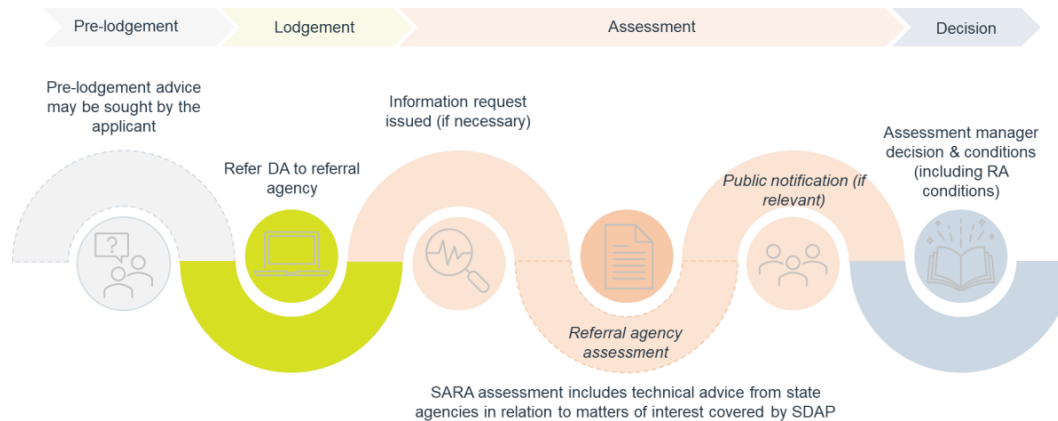 Pre-lodgement
Lodgement
Assessment
Decision
Pre-lodgement advice
may be sought by the
applicant
Refer DA to referral
agency
Information request
issued (if necessary)
Referral agency
assessment
SARA assessment includes technical advice from state
agencies in relation to matters of interest covered by SDAP
Public notification (if
relevant)
Assessment manager
decision & conditions
(including RA
conditions)
?